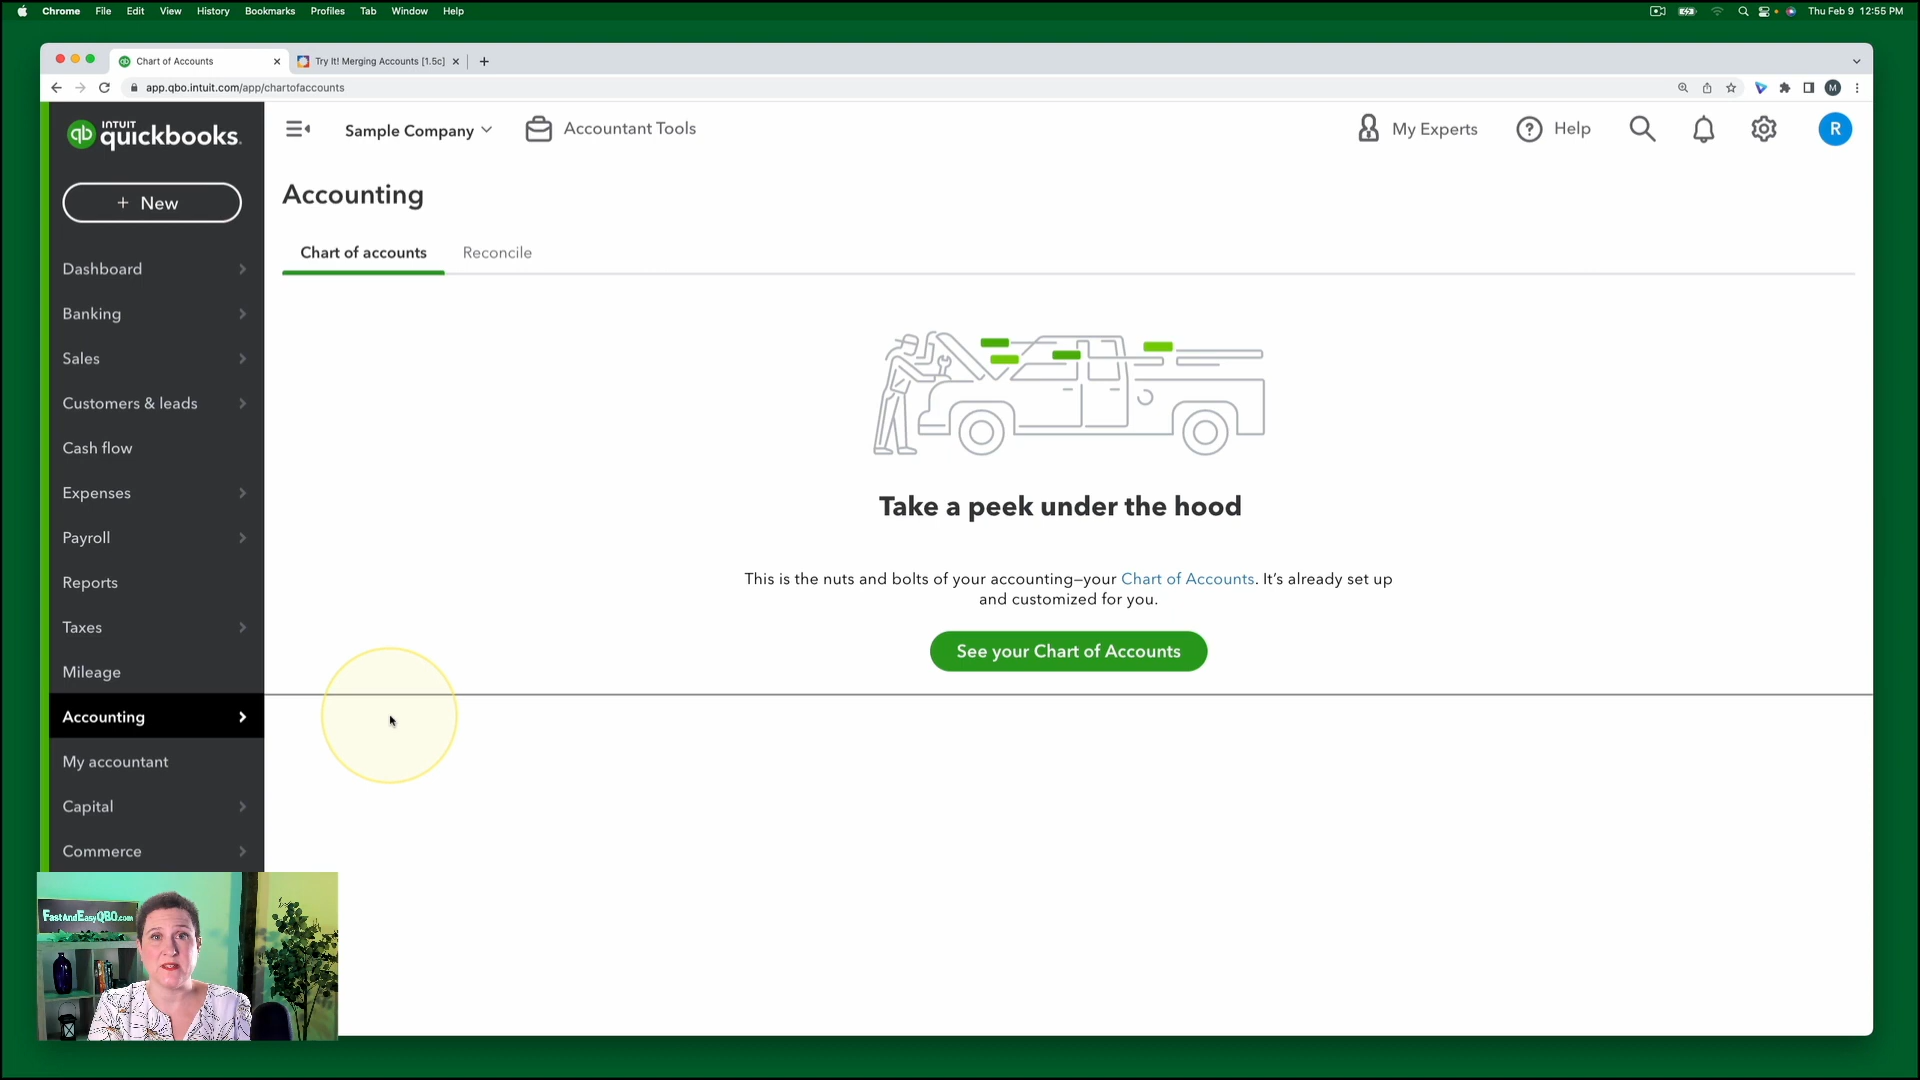 Chrome File Edit View History Bookmarks Profiles Tab Window Help
Thu Feb 9 12:55 PM
Chart of Accounts
Try It! Merging Accounts [1.5c]
app.qbo.intuit.com/app/chartofaccounts
M
INTUIT
quickbooks.
qb
Sample Company
Accountant Tools
My Experts
Help
R
+ New
Accounting
Chart of accounts
Reconcile
Dashboard
Banking
Sales
Customers & leads
Cash flow
Expenses
Payroll
Reports
Taxes
Mileage
Accounting
My accountant
Capital
Commerce
Take a peek under the hood
This is the nuts and bolts of your accounting—your Chart of Accounts. It’s already set up
and customized for you.
See your Chart of Accounts
FastAndEasyQBO.com